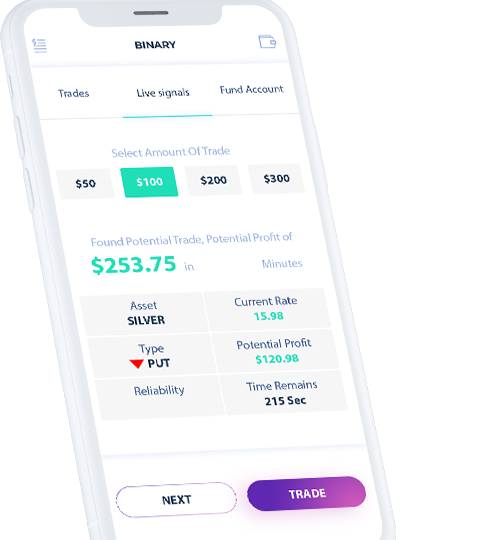 BINARY
Trades Live signals Fund Account
Select Amount Of Trade
$50 $100 $200 $300
Found Potential Trade, Potential Profit of
$253.75 in Minutes
Asset Current Rate
SILVER 15.98
Type Potential Profit
PUT $120.98
Reliability Time Remains
215 Sec
NEXT TRADE